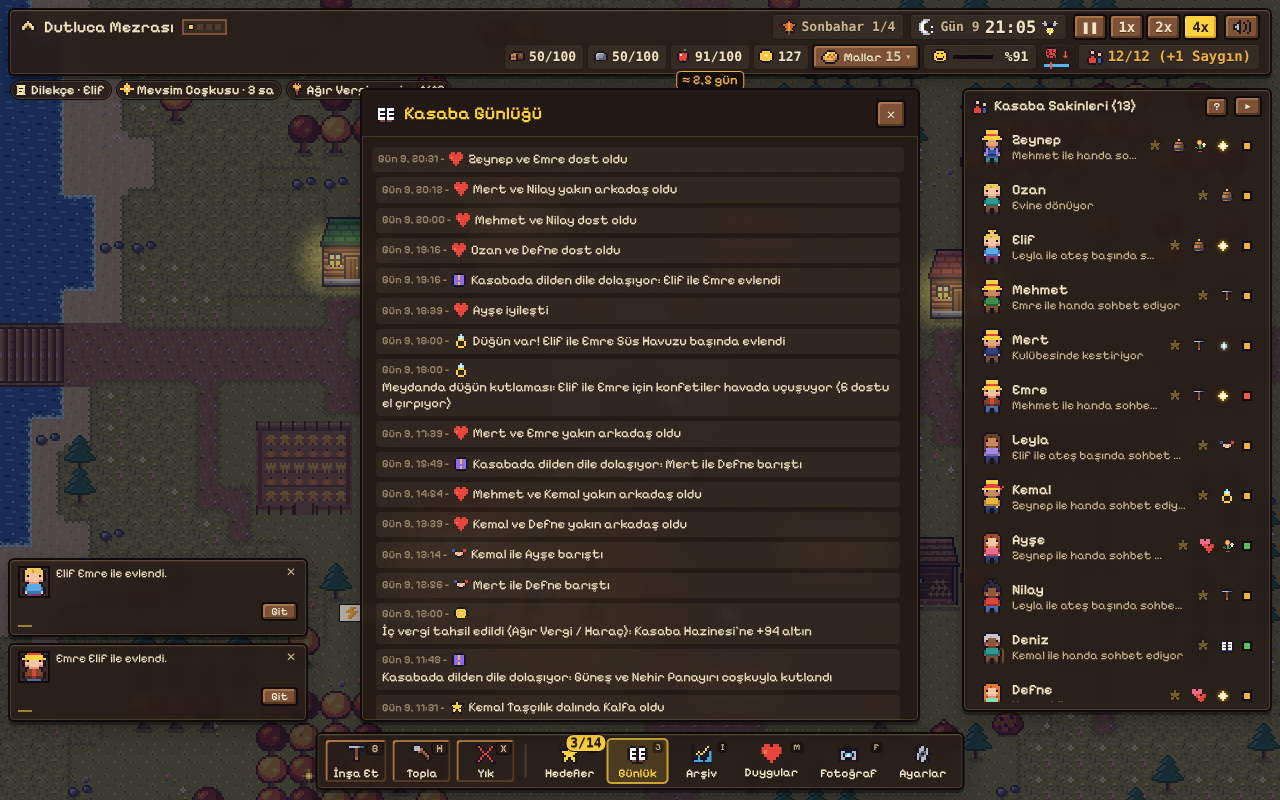 Dutluca Mezrası
Sonbahar 1/4
Gün 9 21:05
1x
2x
4x
50/100
50/100
91/100
127
Mallar 15
%91
12/12 (+1 Saygın)
≈ 2,8 gün
Dilekçe · Elif
Mevsim Coşkusu · 3 sa
Kasaba Günlüğü
×
Gün 9, 20:31 - Zeynep ve Emre dost oldu
Gün 9, 20:12 - Mert ve Nilay yakın arkadaş oldu
Gün 9, 20:00 - Mehmet ve Nilay dost oldu
Gün 9, 19:16 - Ozan ve Defne dost oldu
Gün 9, 19:16 - Kasabada dilden dile dolaşıyor: Elif ile Emre evlendi
Gün 9, 18:39 - Ayşe iyileşti
Gün 9, 18:00 - Düğün var! Elif ile Emre Süs Havuzu başında evlendi
Gün 9, 18:00 -
Meydanda düğün kutlaması: Elif ile Emre için konfetiler havada uçuşuyor (6 dostu
el çırpıyor)
Gün 9, 17:39 - Mert ve Emre yakın arkadaş oldu
Kasabada dilden dile dolaşıyor: Mert ile Defne barıştı
Mehmet ve Kemal yakın arkadaş oldu
Gün 9, 13:39 - Kemal ve Defne yakın arkadaş oldu
Gün 9, 13:14 - Kemal ile Ayşe barıştı
Mert ile Defne barıştı
Gün 9, 12:00 -
İç vergi tahsil edildi (Ağır Vergi / Haraç): Kasaba Hazinesi'ne +94 altın
Gün 9, 11:48 -
Kasabada dilden dile dolaşıyor: Güneş ve Nehir Panayırı coşkuyla kutlandı
Gün 9, 11:31 - Kemal Taşçılık dalında Kalfa oldu
Kasaba Sakinleri (13)
?
Zeynep
Mehmet ile handa so...
Ozan
Evine dönüyor
Elif
Leyla ile ateş başında s...
Mehmet
Emre ile handa sohbet ediyor
Mert
Kulübesinde kestiriyor
Emre
Mehmet ile handa sohbe...
Leyla
Elif ile ateş başında sohbet ...
Kemal
Zeynep ile handa sohbet ediy...
Ayşe
Zeynep ile handa sohbet ...
Nilay
Leyla ile ateş başında sohbe...
Deniz
Kemal ile handa sohbet ediyor
Defne
Elif Emre ile evlendi.
×
Git
Emre Elif ile evlendi.
×
Git
İnşa Et G
Topla H
Yık X
3/14
Hedefler
Günlük J
Arşiv I
Duygular M
Fotoğraf F
Ayarlar